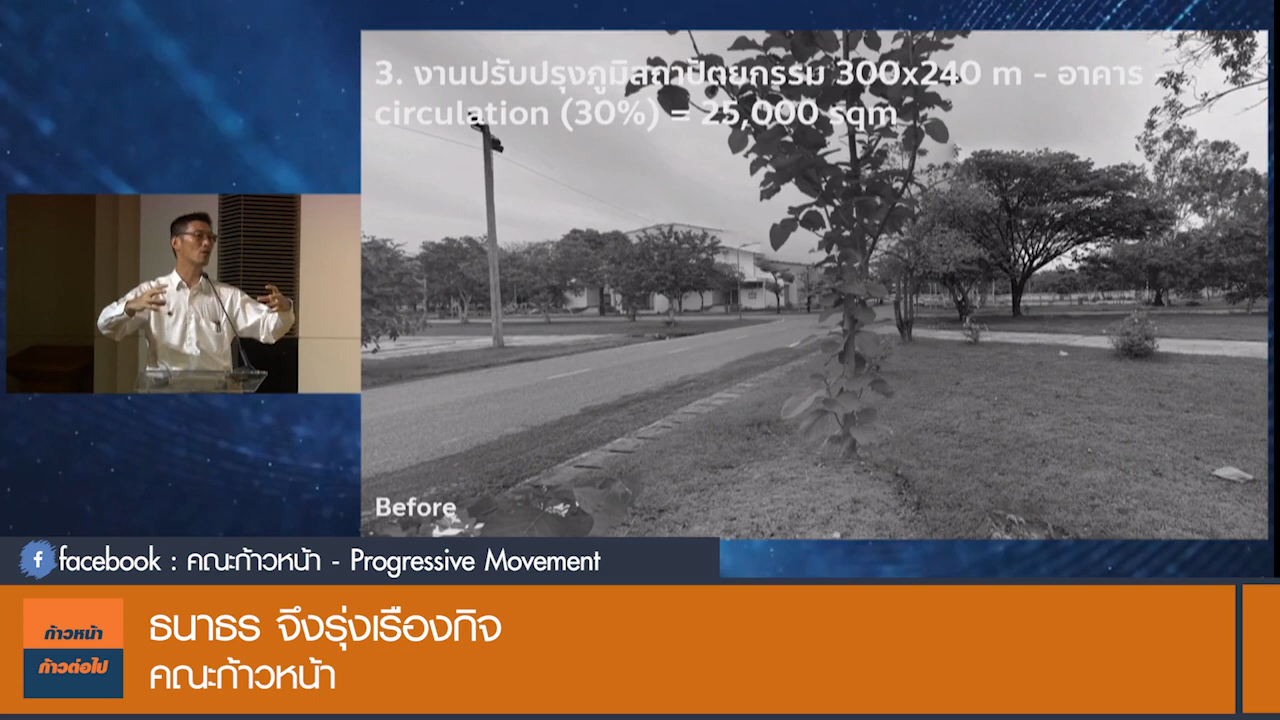 3. งานปรับปรุงภูมิสถาปัตยกรรม 300x240 m - อาคาร -
circulation (30%) = 25,000 sqm
Before
f
facebook : คณะก้าวหน้า - Progressive Movement
ก้าวหน้า
ก้าวต่อไป
ธนาธร จึงรุ่งเรืองกิจ
คณะก้าวหน้า